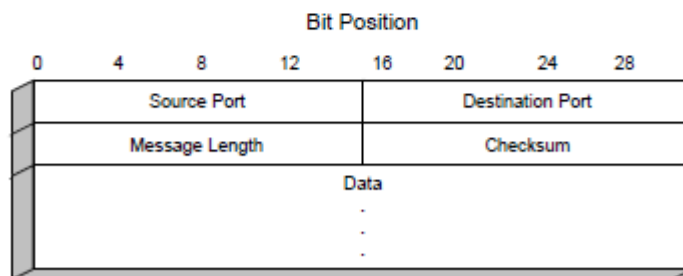 Bit Position
0 4 8 12 16 20 24 28
Source Port Destination Port
Message Length Checksum
Data
.
.
.